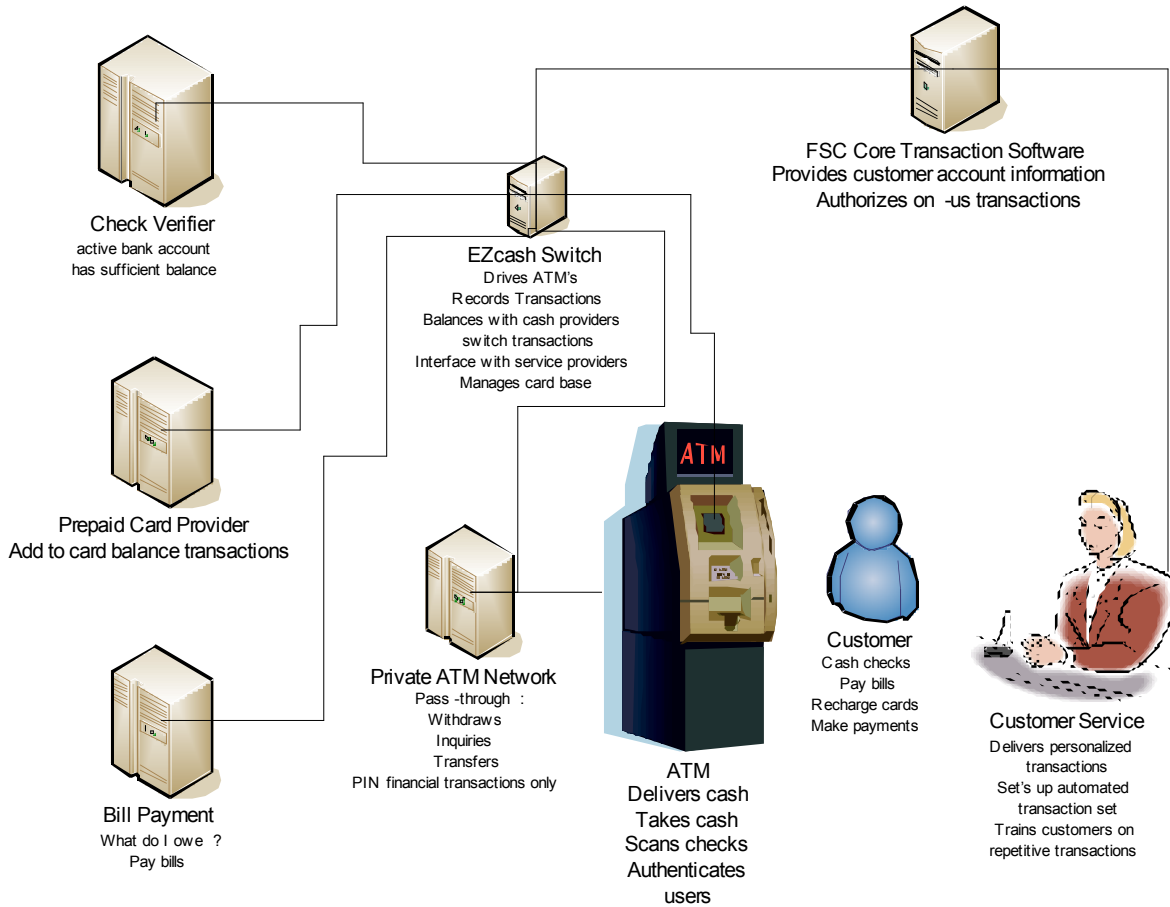 FSC Core Transaction Software
Provides customer account information
Authorizes on -us transactions
Check Verifier
active bank account
has sufficient balance
EZcash Switch
Drives ATM's
Records Transactions
Balances with cash providers
switch transactions
Interface with service providers
Manages card base
Prepaid Card Provider
Add to card balance transactions
ATM
Private ATM Network
Pass -through :
Withdraws
Inquiries
Transfers
PIN financial transactions only
Customer
Cash checks
Pay bills
Recharge cards
Make payments
Customer Service
Delivers personalized
transactions
Set's up automated
transaction set
Trains customers on
repetitive transactions
Bill Payment
What do I owe ?
Pay bills
ATM
Delivers cash
Takes cash
Scans checks
Authenticates
users